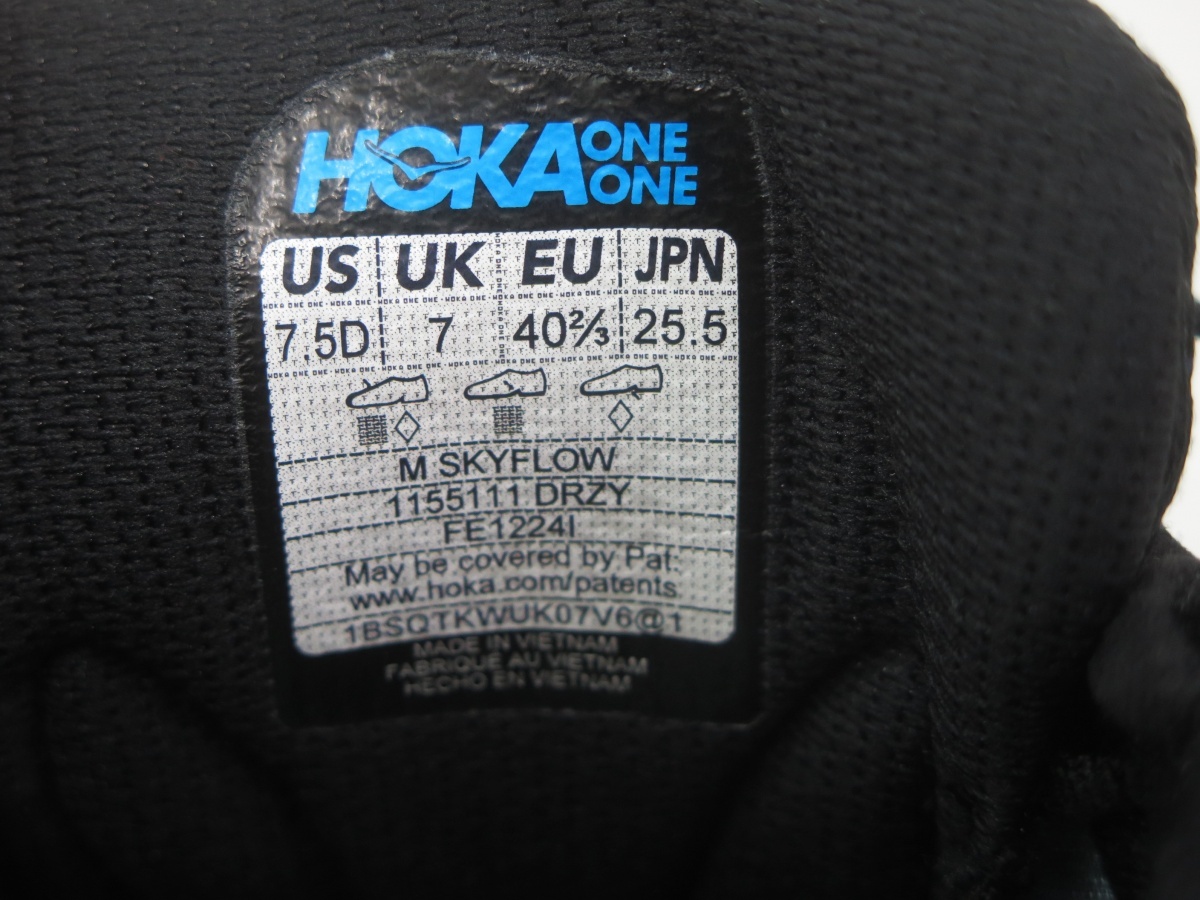 HOKA ONE ONE
US UK EU JPN
7.5D 7 40⅔ 25.5
M SKYFLOW
1155111 DRZY
FE1224I
May be covered by Pat:
www.hoka.com/patents
1BSQTKWUK07V6@1
MADE IN VIETNAM
FABRIQUÉ AU VIETNAM
HECHO EN VIETNAM